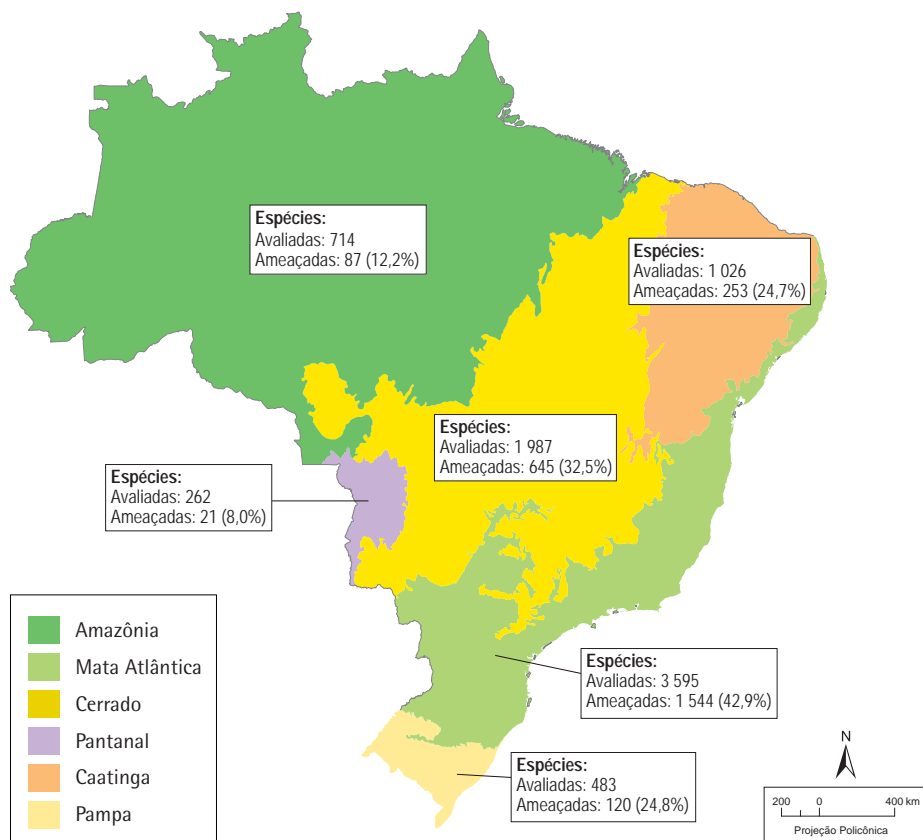 Espécies:
Avaliadas: 714
Ameaçadas: 87 (12,2%)
Espécies:
Avaliadas: 1 026
Ameaçadas: 253 (24,7%)
Espécies:
Avaliadas: 1 987
Ameaçadas: 645 (32,5%)
Espécies:
Avaliadas: 262
Ameaçadas: 21 (8,0%)
Espécies:
Avaliadas: 3 595
Ameaçadas: 1 544 (42,9%)
Espécies:
Avaliadas: 483
Ameaçadas: 120 (24,8%)
Amazônia
Mata Atlântica
Cerrado
Pantanal
Caatinga
Pampa
N
200 0 400 km
Projeção Policônica